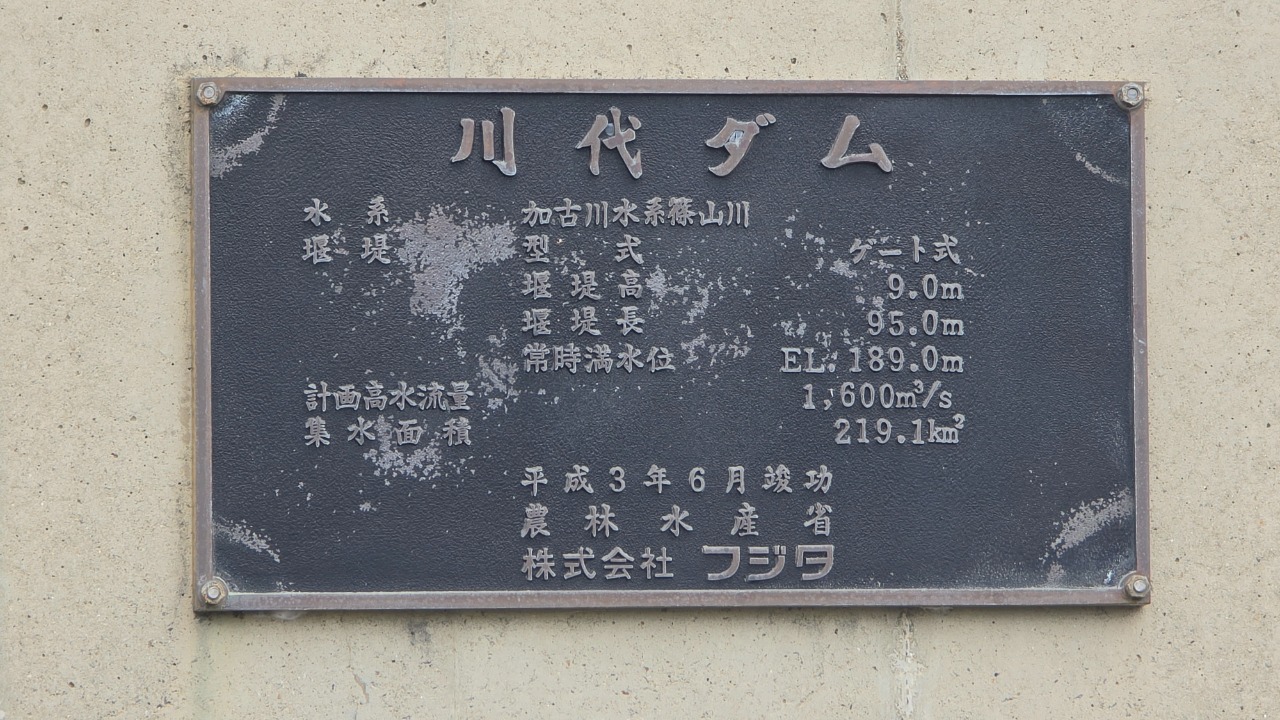 川代ダム
水系 加古川水系篠山川
堰堤 型式 ゲート式
堰堤高 9.0m
堰堤長 95.0m
常時満水位 EL.189.0m
計画高水流量 1,600m³/s
集水面積 219.1km²
平成3年6月竣功
農林水産省
株式会社 フジタ